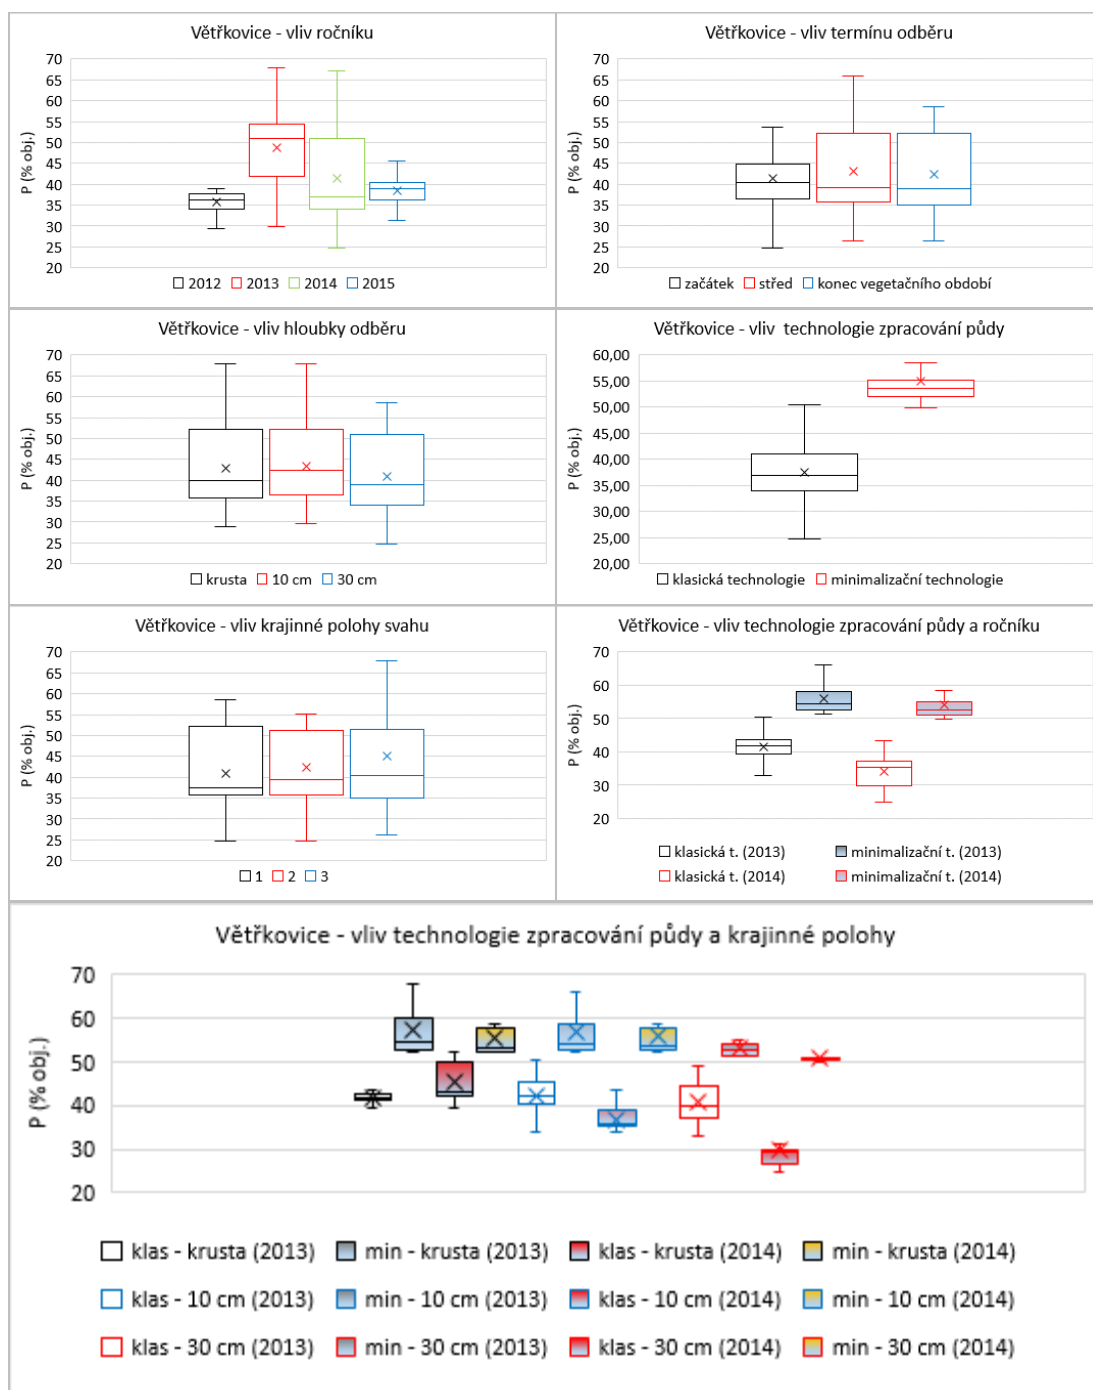 Větřkovice - vliv ročníku
70
65
60
55
50
45
40
35
30
25
20
P (% obj.)
2012 2013 2014 2015
Větřkovice - vliv termínu odběru
70
65
60
55
50
45
40
35
30
25
20
P (% obj.)
začátek střed konec vegetačního období
Větřkovice - vliv hloubky odběru
70
65
60
55
50
45
40
35
30
25
20
P (% obj.)
krusta 10 cm 30 cm
Větřkovice - vliv technologie zpracování půdy
60,00
55,00
50,00
45,00
40,00
35,00
30,00
25,00
20,00
P (% obj.)
klasická technologie minimalizační technologie
Větřkovice - vliv krajinné polohy svahu
70
65
60
55
50
45
40
35
30
25
20
P (% obj.)
1 2 3
Větřkovice - vliv technologie zpracování půdy a ročníku
70
60
50
40
30
20
P (% obj.)
klasická t. (2013) minimalizační t. (2013)
klasická t. (2014) minimalizační t. (2014)
Větřkovice - vliv technologie zpracování půdy a krajinné polohy
70
60
50
40
30
20
P (% obj.)
klas - krusta (2013) min - krusta (2013) klas - krusta (2014) min - krusta (2014)
klas - 10 cm (2013) min - 10 cm (2013) klas - 10 cm (2014) min - 10 cm (2014)
klas - 30 cm (2013) min - 30 cm (2013) klas - 30 cm (2014) min - 30 cm (2014)